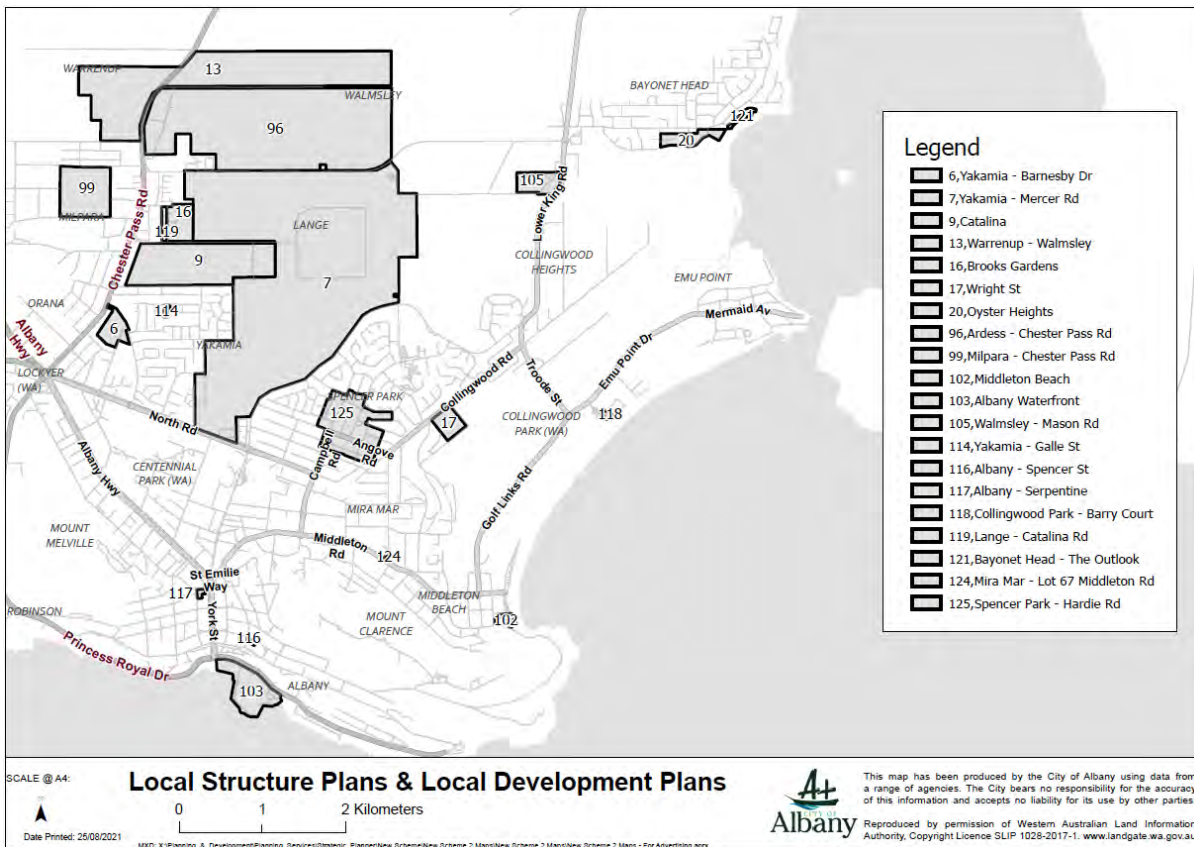 WARRENUP
13
WALMSLEY
BAYONET HEAD
96
121
20
99
MILPARA
Chester Pass Rd
16
119
LANGE
105
Lower King Rd
9
7
COLLINGWOOD
HEIGHTS
EMU POINT
ORANA
114
6
Albany
Hwy
YAKAMIA
Mermaid Av
Emu Point Dr
LOCKYER
(WA)
SPENCER PARK
Collingwood Rd
Troode St
125
17
COLLINGWOOD
PARK (WA)
118
North Rd
Campbell
Rd
Angove
Rd
Albany Hwy
CENTENNIAL
PARK (WA)
Golf Links Rd
MIRA MAR
MOUNT
MELVILLE
Middleton
Rd
124
St Emilie
Way
117
MIDDLETON
BEACH
ROBINSON
York St
MOUNT
CLARENCE
102
116
Princess Royal Dr
103
ALBANY
Legend
6,Yakamia - Barnesby Dr
7,Yakamia - Mercer Rd
9,Catalina
13,Warrenup - Walmsley
16,Brooks Gardens
17,Wright St
20,Oyster Heights
96,Ardess - Chester Pass Rd
99,Milpara - Chester Pass Rd
102,Middleton Beach
103,Albany Waterfront
105,Walmsley - Mason Rd
114,Yakamia - Galle St
116,Albany - Spencer St
117,Albany - Serpentine
118,Collingwood Park - Barry Court
119,Lange - Catalina Rd
121,Bayonet Head - The Outlook
124,Mira Mar - Lot 67 Middleton Rd
125,Spencer Park - Hardie Rd
SCALE @ A4:
Date Printed: 25/08/2021
Local Structure Plans & Local Development Plans
0 1 2 Kilometers
CITY OF
Albany
This map has been produced by the City of Albany using data from
a range of agencies. The City bears no responsibility for the accuracy
of this information and accepts no liability for its use by other parties
Reproduced by permission of Western Australian Land Information
Authority, Copyright Licence SLIP 1028-2017-1. www.landgate.wa.gov.au